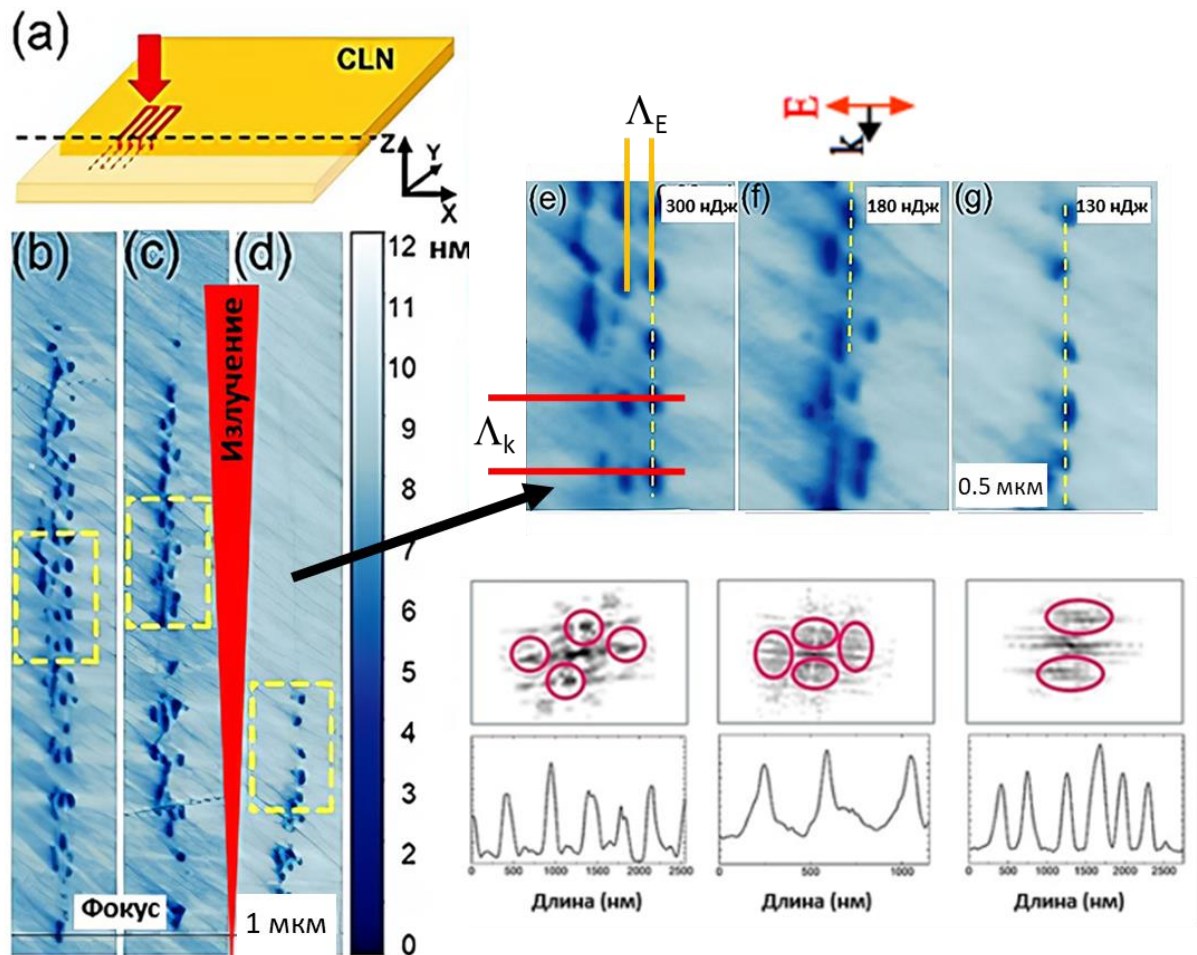 (a)
CLN
Z
Y
X
(b)
(c)
(d)
Излучение
12 нм
11
10
9
8
7
6
5
4
3
2
0
Фокус
1 мкм
Λ_E
Λ_k
E
k
(e)
300 нДж
(f)
180 нДж
(g)
130 нДж
0.5 мкм
0 500 1000 1500 2000 2500
Длина (нм)
0 500 1000
Длина (нм)
0 500 1000 1500 2000 2500
Длина (нм)